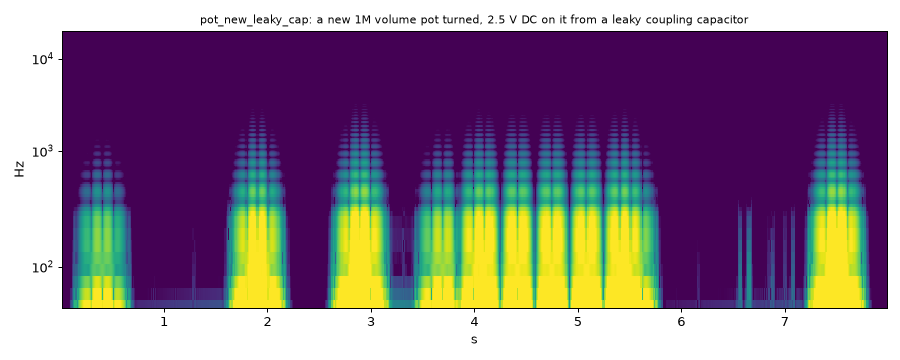 pot_new_leaky_cap: a new 1M volume pot turned, 2.5 V DC on it from a leaky coupling capacitor
10^4
10^3
10^2
Hz
1 2 3 4 5 6 7
s